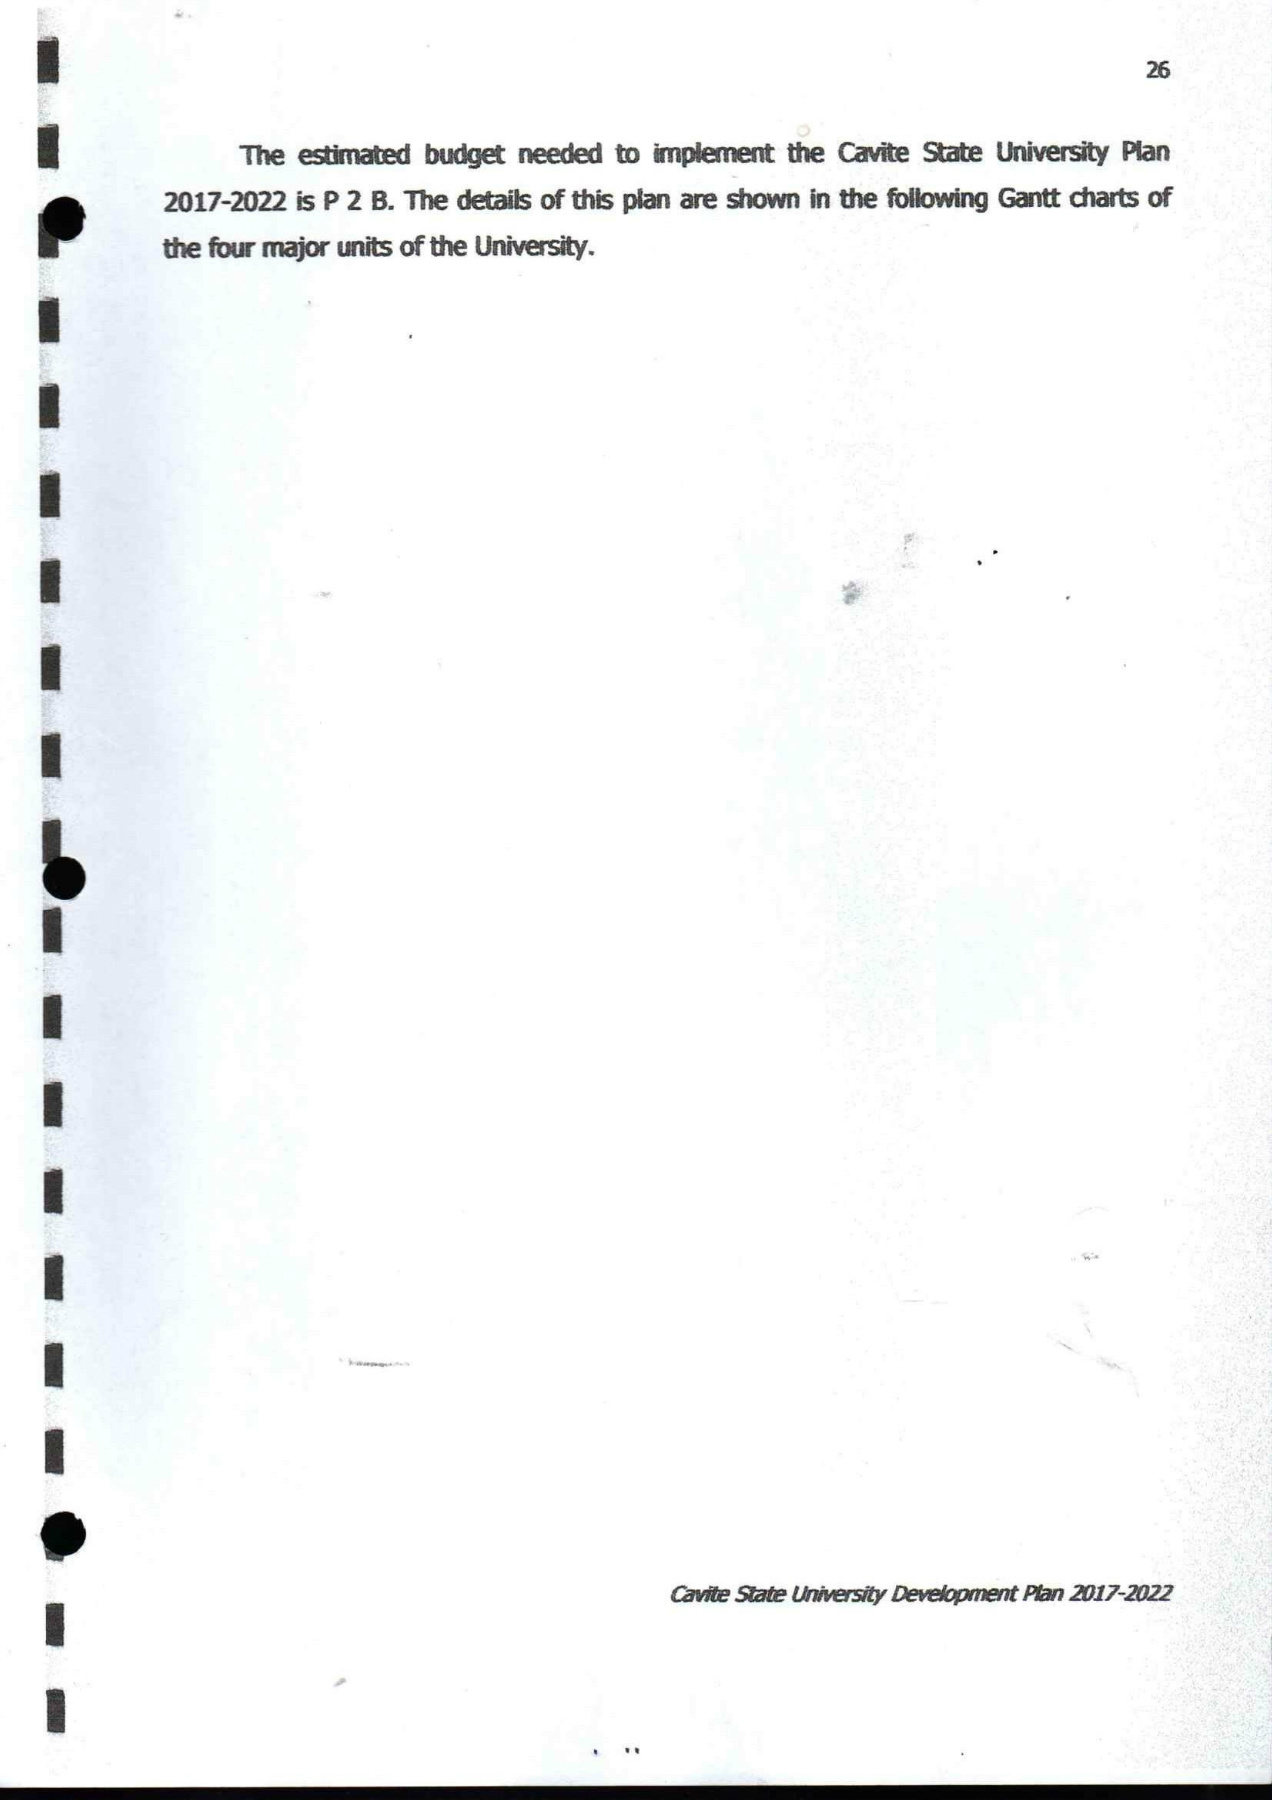 26
The estimated budget needed to implement the Cavite State University Plan
2017-2022 is P 2 B. The details of this plan are shown in the following Gantt charts of
the four major units of the University.
Cavite State University Development Plan 2017-2022